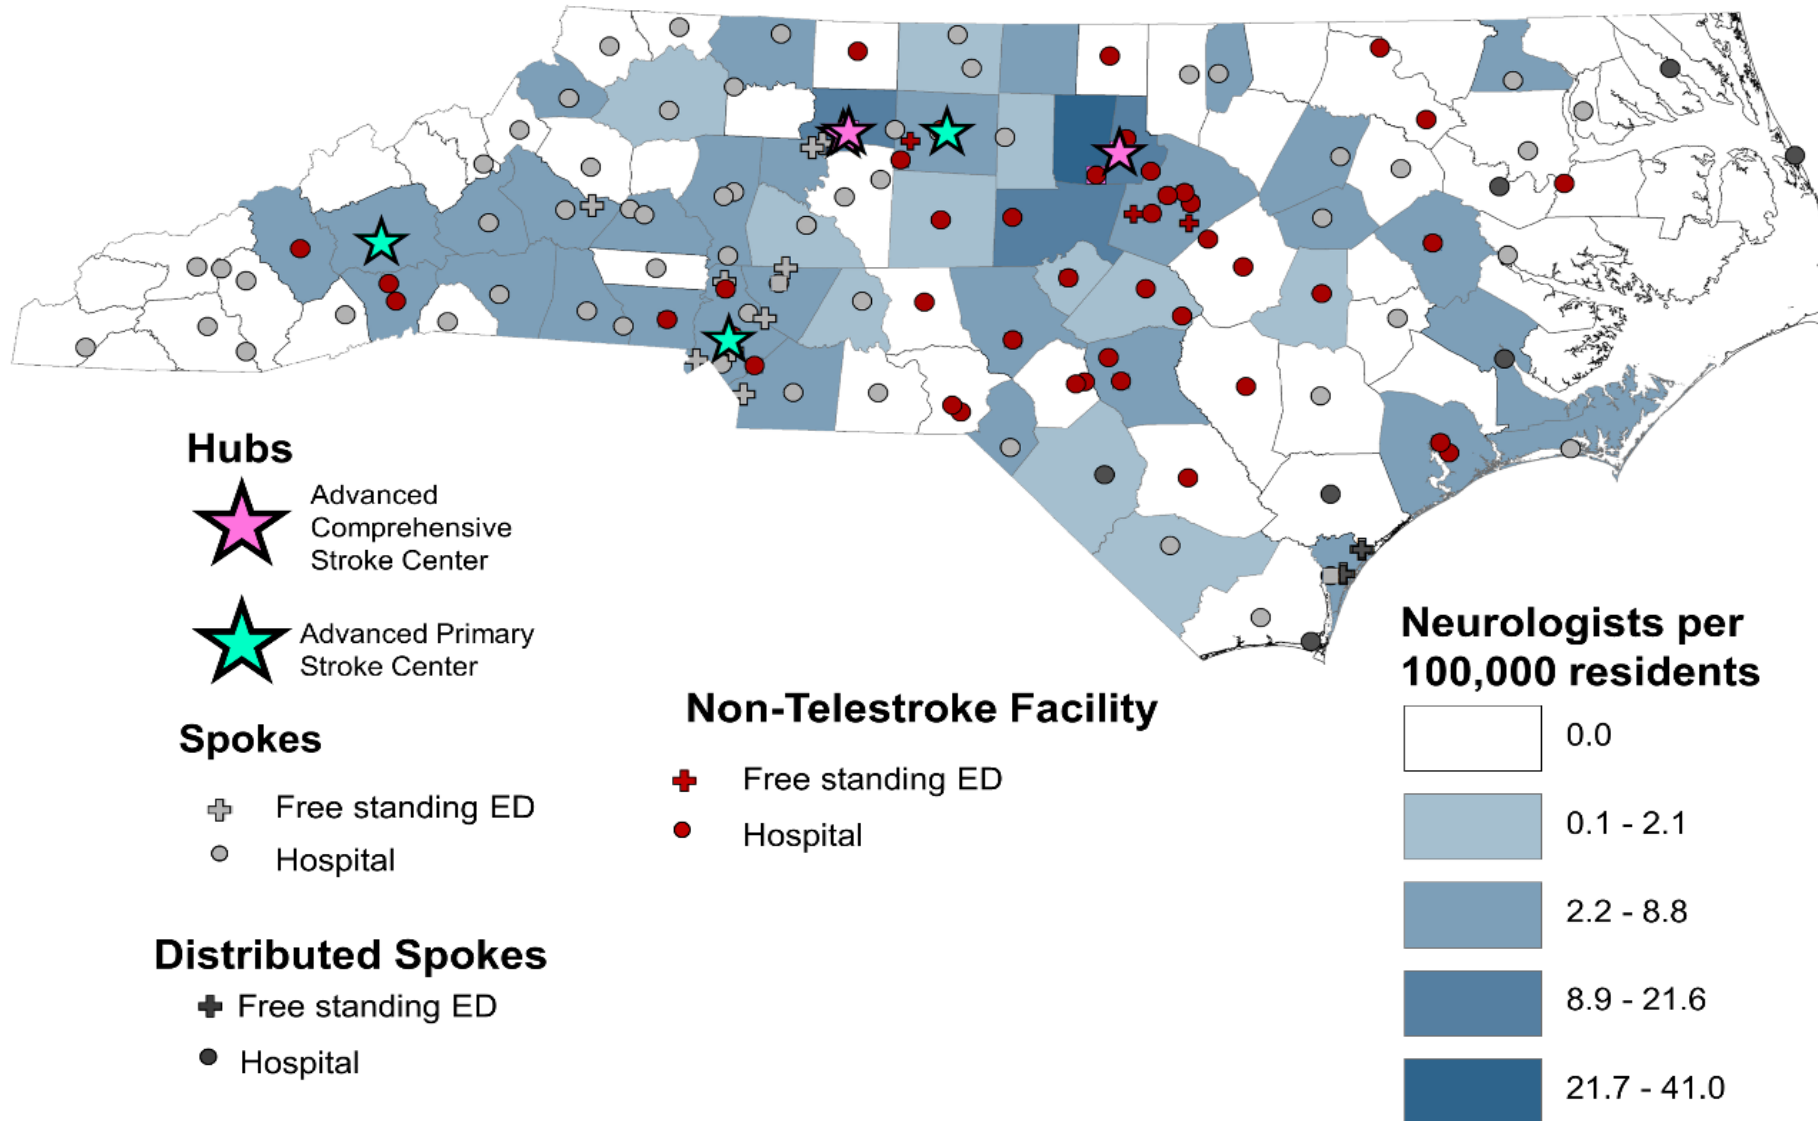 Hubs
Advanced
Comprehensive
Stroke Center
Advanced Primary
Stroke Center
Spokes
Free standing ED
Hospital
Distributed Spokes
Free standing ED
Hospital
Non-Telestroke Facility
Free standing ED
Hospital
Neurologists per
100,000 residents
0.0
0.1 - 2.1
2.2 - 8.8
8.9 - 21.6
21.7 - 41.0